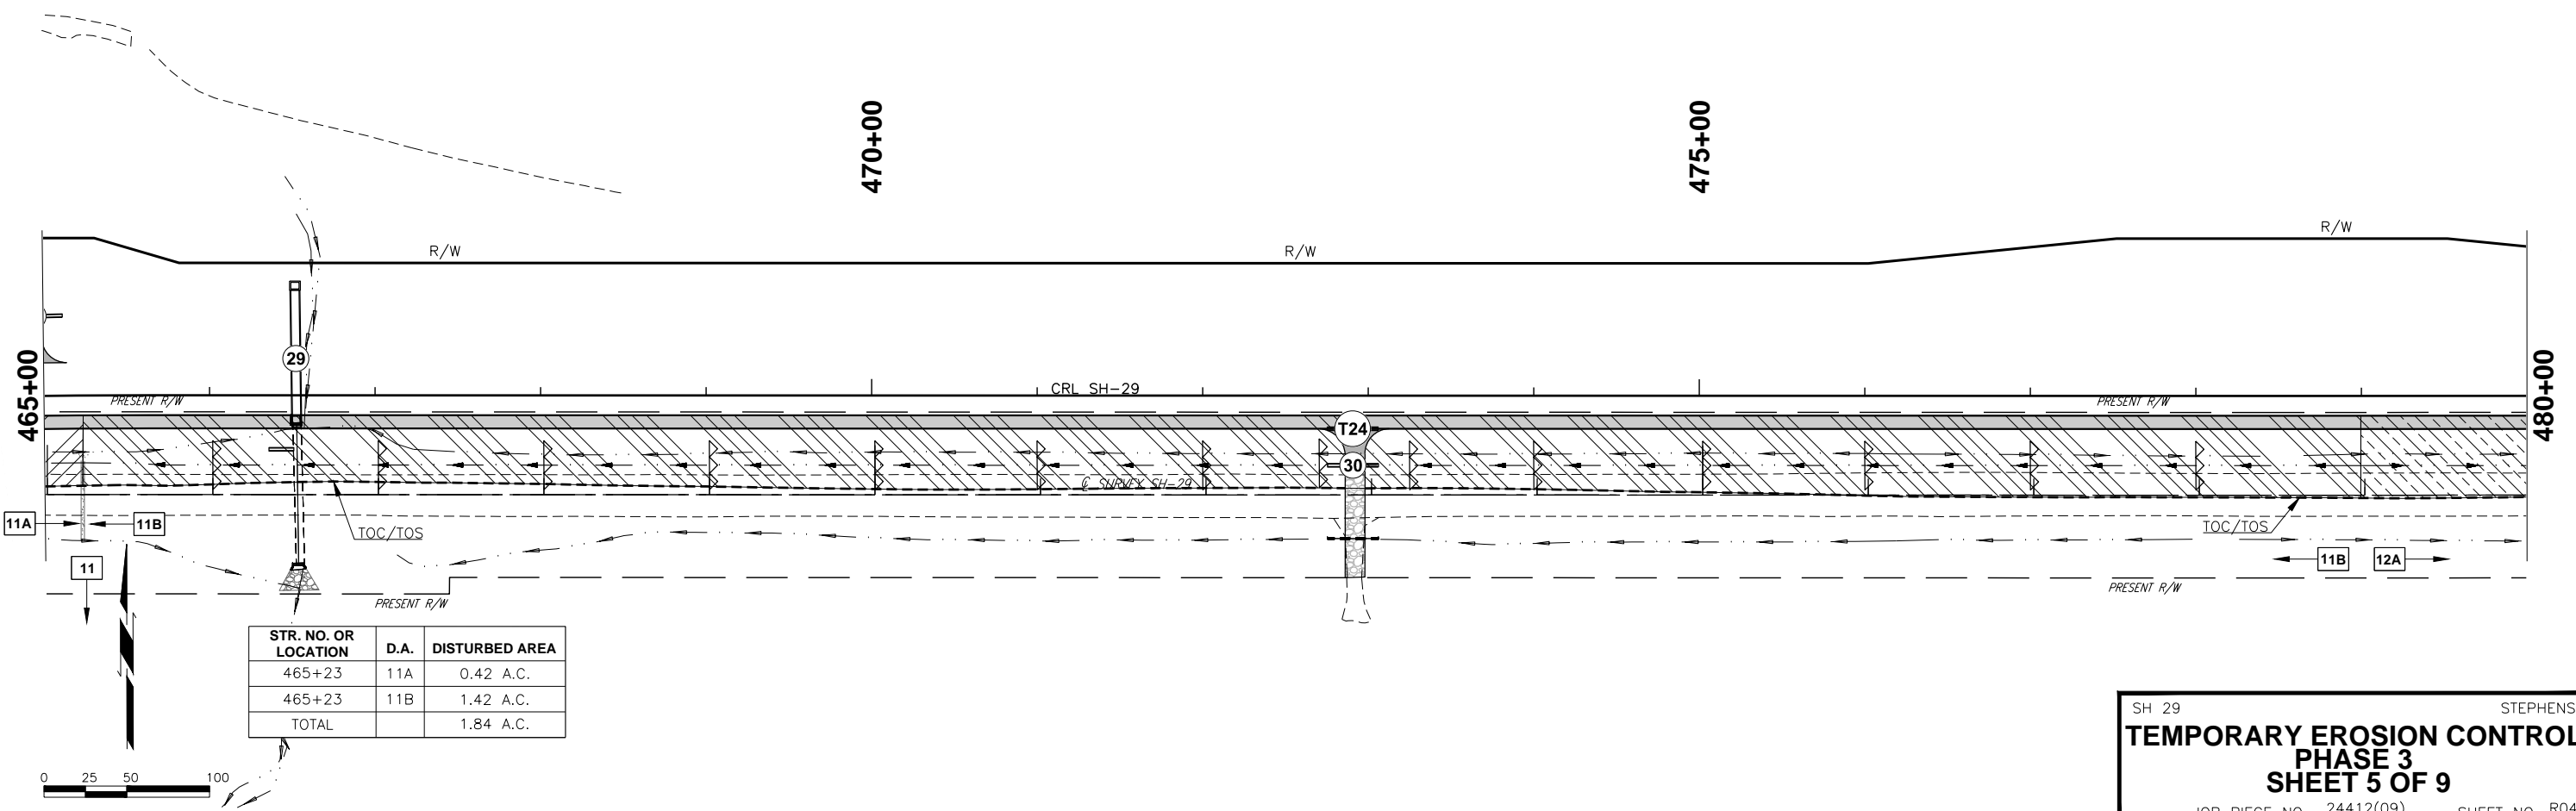 470+00
475+00
R/W
R/W
R/W
465+00
480+00
29
CRL SH-29
PRESENT R/W
PRESENT R/W
T24
30
℄ SURVEY SH-29
11A
11B
TOC/TOS
TOC/TOS
11
11B
12A
PRESENT R/W
PRESENT R/W
STR. NO. OR LOCATION D.A. DISTURBED AREA
465+23 11A 0.42 A.C.
465+23 11B 1.42 A.C.
TOTAL 1.84 A.C.
0 25 50 100
SH 29 STEPHENS
TEMPORARY EROSION CONTROL
PHASE 3
SHEET 5 OF 9
24412(09)